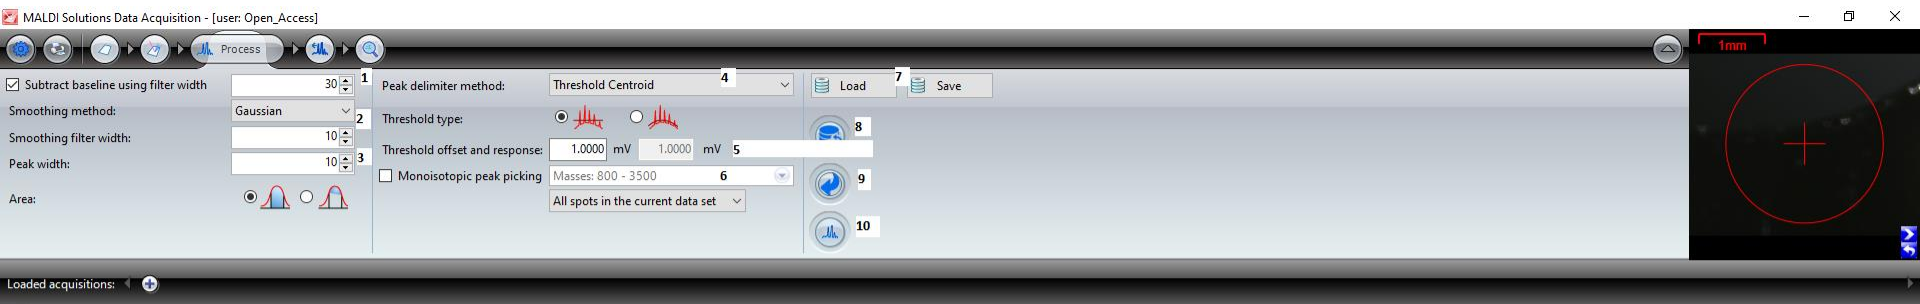 MALDI Solutions Data Acquisition - [user: Open_Access]
Process
1mm
Subtract baseline using filter width 30 1
Smoothing method: Gaussian 2
Smoothing filter width: 10
Peak width: 10 3
Area:
Peak delimiter method: Threshold Centroid 4
Threshold type:
Threshold offset and response: 1.0000 mV 1.0000 mV 5
Monoisotopic peak picking Masses: 800 - 3500 6
All spots in the current data set
Load 7 Save
8
9
10
Loaded acquisitions: